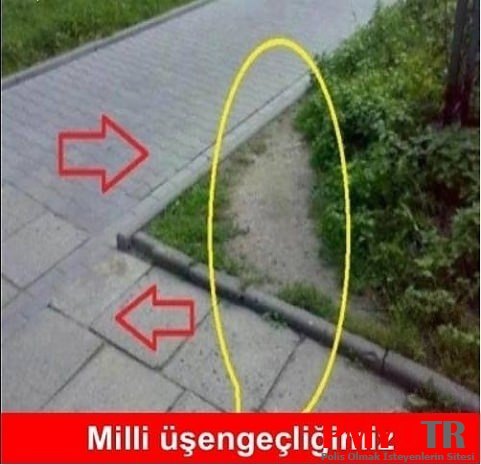 Milli üşengeçliğimiz
TR
Polis Olmak İsteyenlerin Sitesi